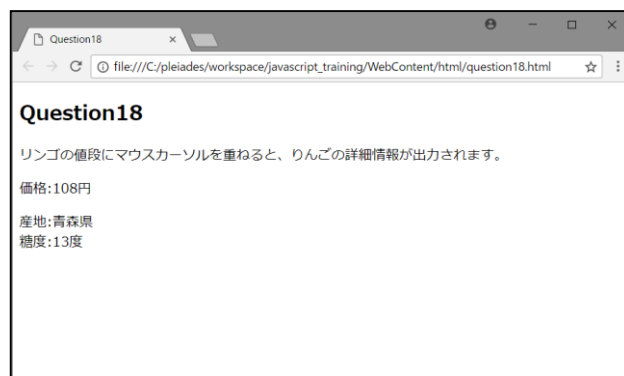 Question18
file:///C:/pleiades/workspace/javascript_training/WebContent/html/question18.html
Question18
リンゴの値段にマウスカーソルを重ねると、りんごの詳細情報が出力されます。
価格:108円
産地:青森県
糖度:13度